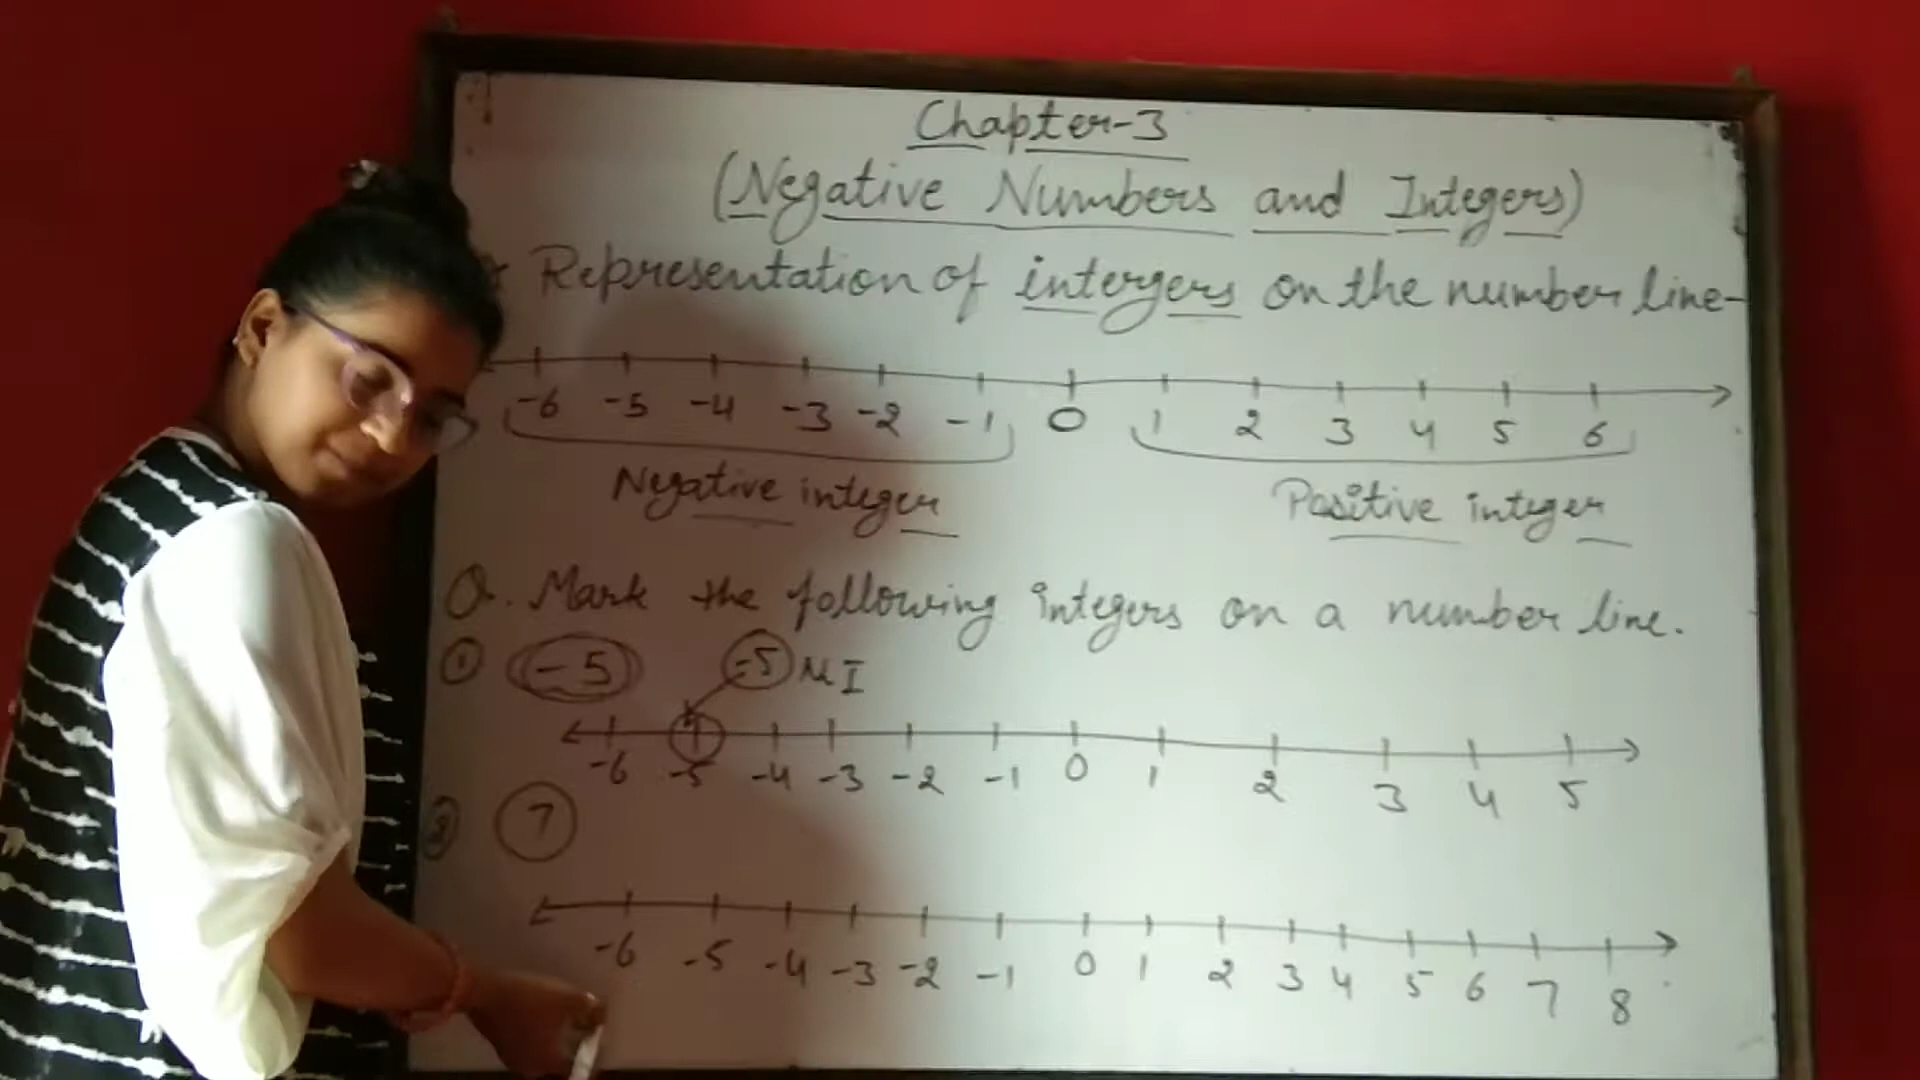 Chapter-3
(Negative Numbers and Integers)
Representation of intergers on the number line-
-6 -5 -4 -3 -2 -1 0 1 2 3 4 5 6
Negative integer Positive integer
Q. Mark the following integers on a number line.
① -5 -5 NI
-6 -5 -4 -3 -2 -1 0 1 2 3 4 5
② 7
-6 -5 -4 -3 -2 -1 0 1 2 3 4 5 6 7 8